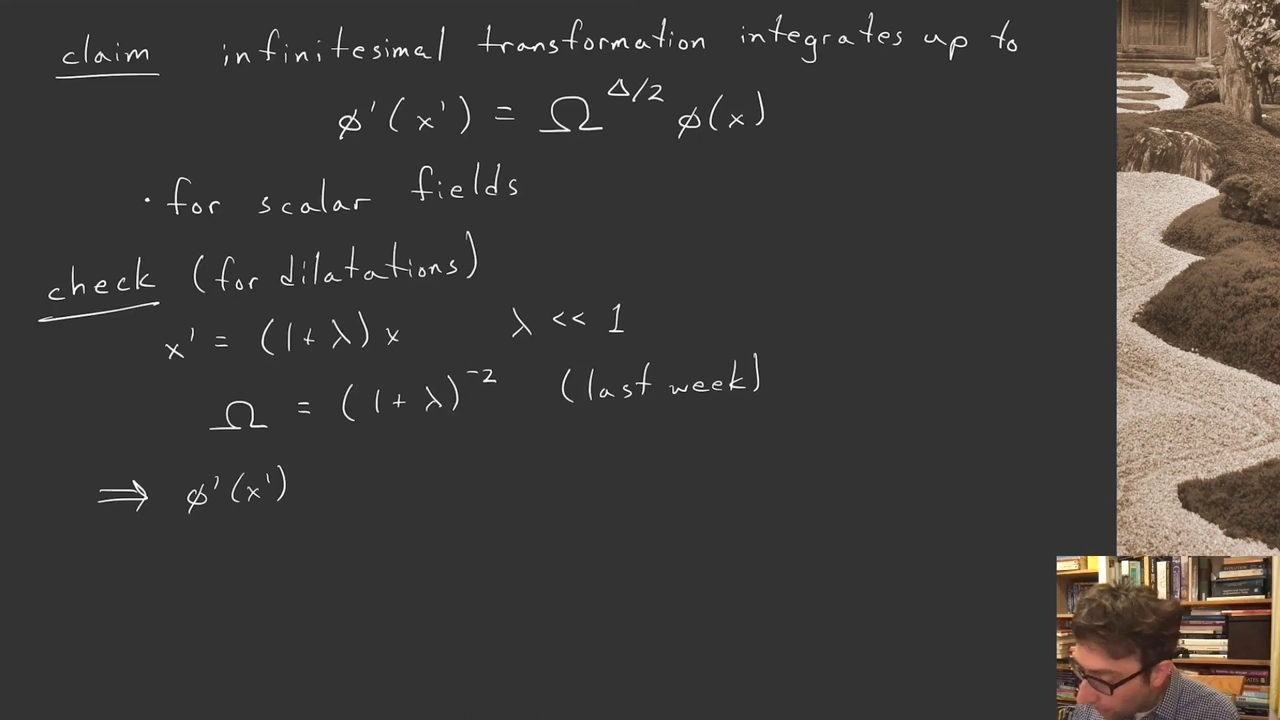 claim infinitesimal transformation integrates up to
ϕ'(x') = Ω^{Δ/2} ϕ(x)
· for scalar fields
check (for dilatations)
x' = (1+λ)x λ << 1
Ω = (1+λ)^{-2} (last week)
⟹ ϕ'(x')